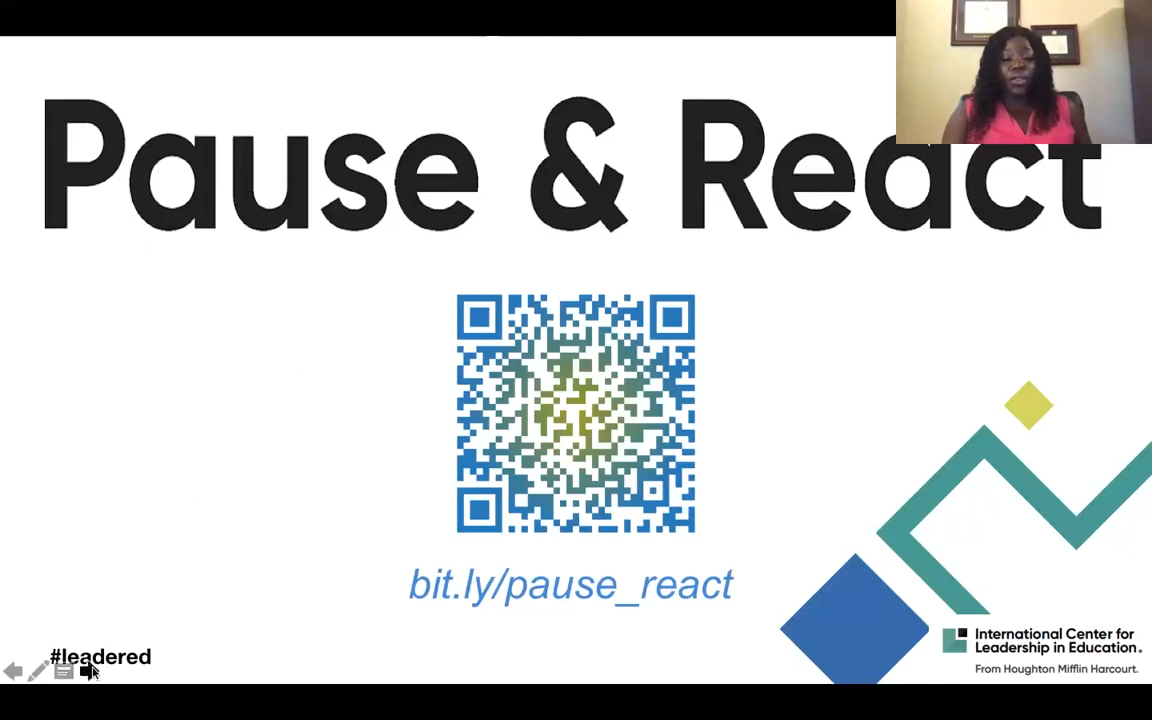 Pause & React
bit.ly/pause_react
#leadered
International Center for
Leadership in Education.
From Houghton Mifflin Harcourt.